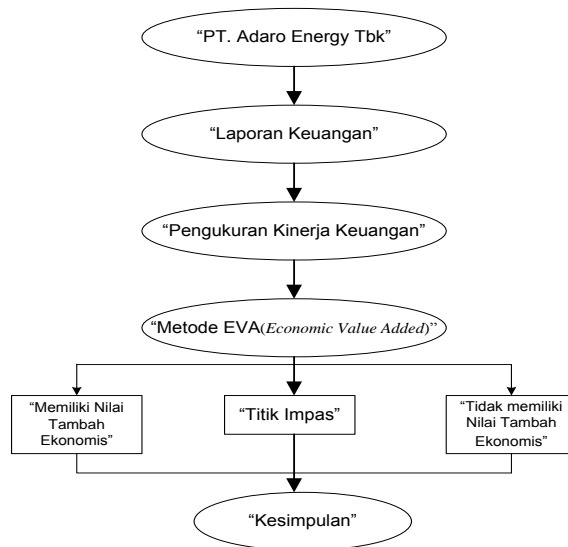 “PT. Adaro Energy Tbk”
“Laporan Keuangan”
“Pengukuran Kinerja Keuangan”
“Metode EVA(Economic Value Added)”
“Memiliki Nilai
Tambah
Ekonomis”
“Titik Impas”
“Tidak memiliki
Nilai Tambah
Ekonomis”
“Kesimpulan”